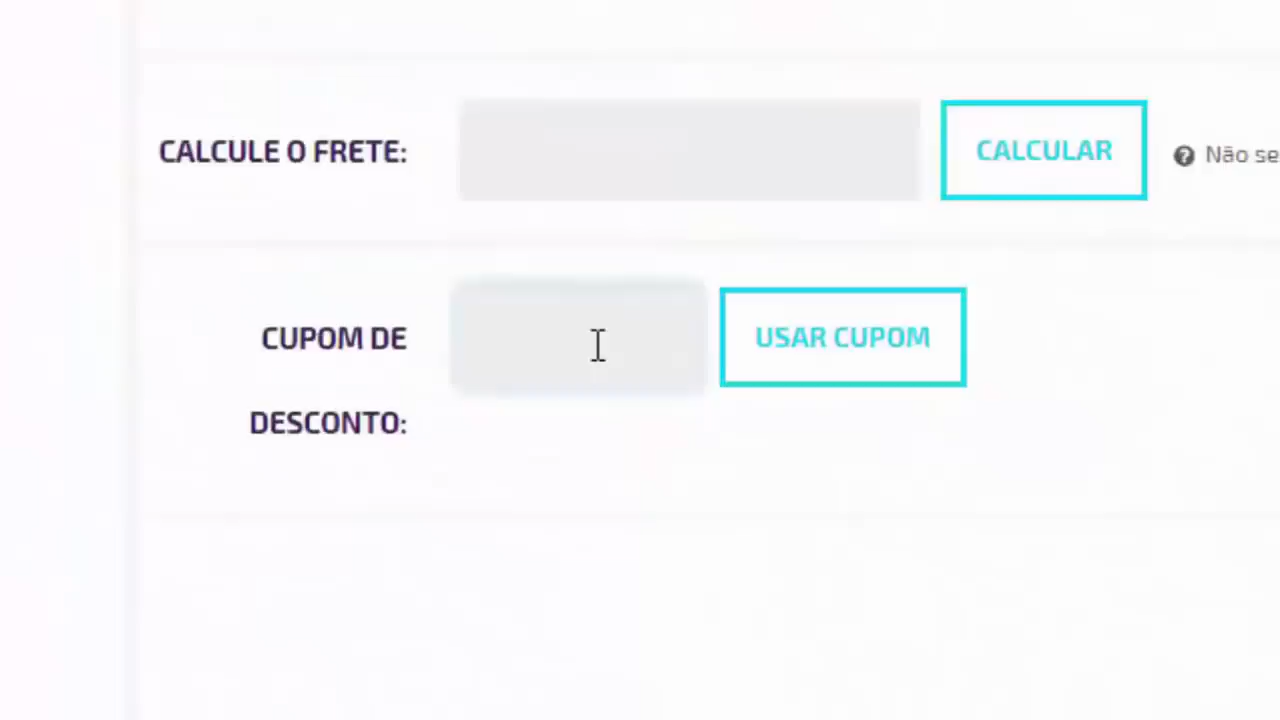 CALCULE O FRETE:
CALCULAR
Não se
CUPOM DE
DESCONTO:
USAR CUPOM